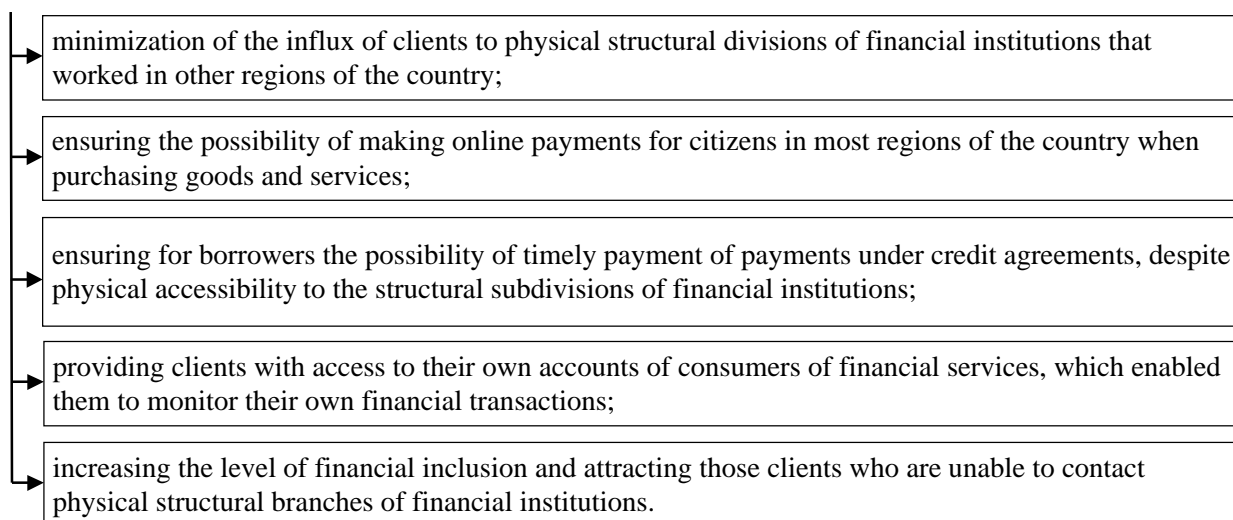 minimization of the influx of clients to physical structural divisions of financial institutions that
worked in other regions of the country;
ensuring the possibility of making online payments for citizens in most regions of the country when
purchasing goods and services;
ensuring for borrowers the possibility of timely payment of payments under credit agreements, despite
physical accessibility to the structural subdivisions of financial institutions;
providing clients with access to their own accounts of consumers of financial services, which enabled
them to monitor their own financial transactions;
increasing the level of financial inclusion and attracting those clients who are unable to contact
physical structural branches of financial institutions.